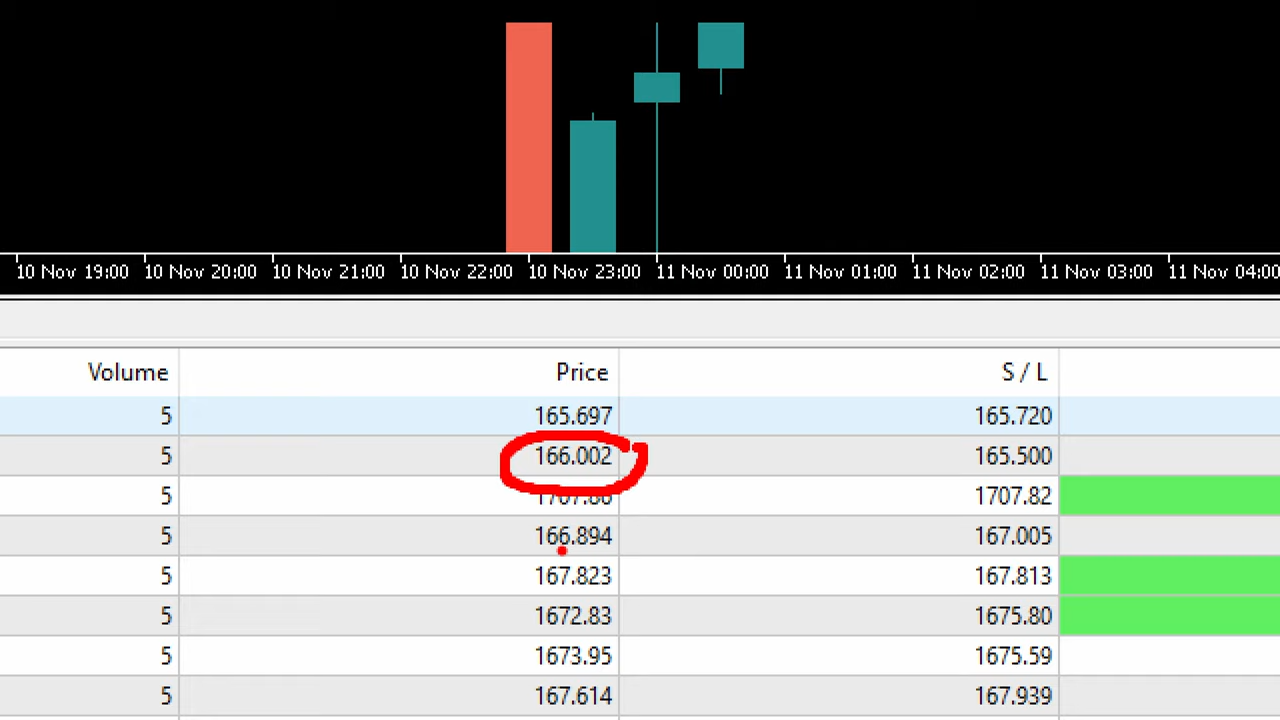 10 Nov 19:00 10 Nov 20:00 10 Nov 21:00 10 Nov 22:00 10 Nov 23:00 11 Nov 00:00 11 Nov 01:00 11 Nov 02:00 11 Nov 03:00 11 Nov 04:00
Volume Price S / L
5 165.697 165.720
5 166.002 165.500
5 1707.82
5 166.894 167.005
5 167.823 167.813
5 1672.83 1675.80
5 1673.95 1675.59
5 167.614 167.939